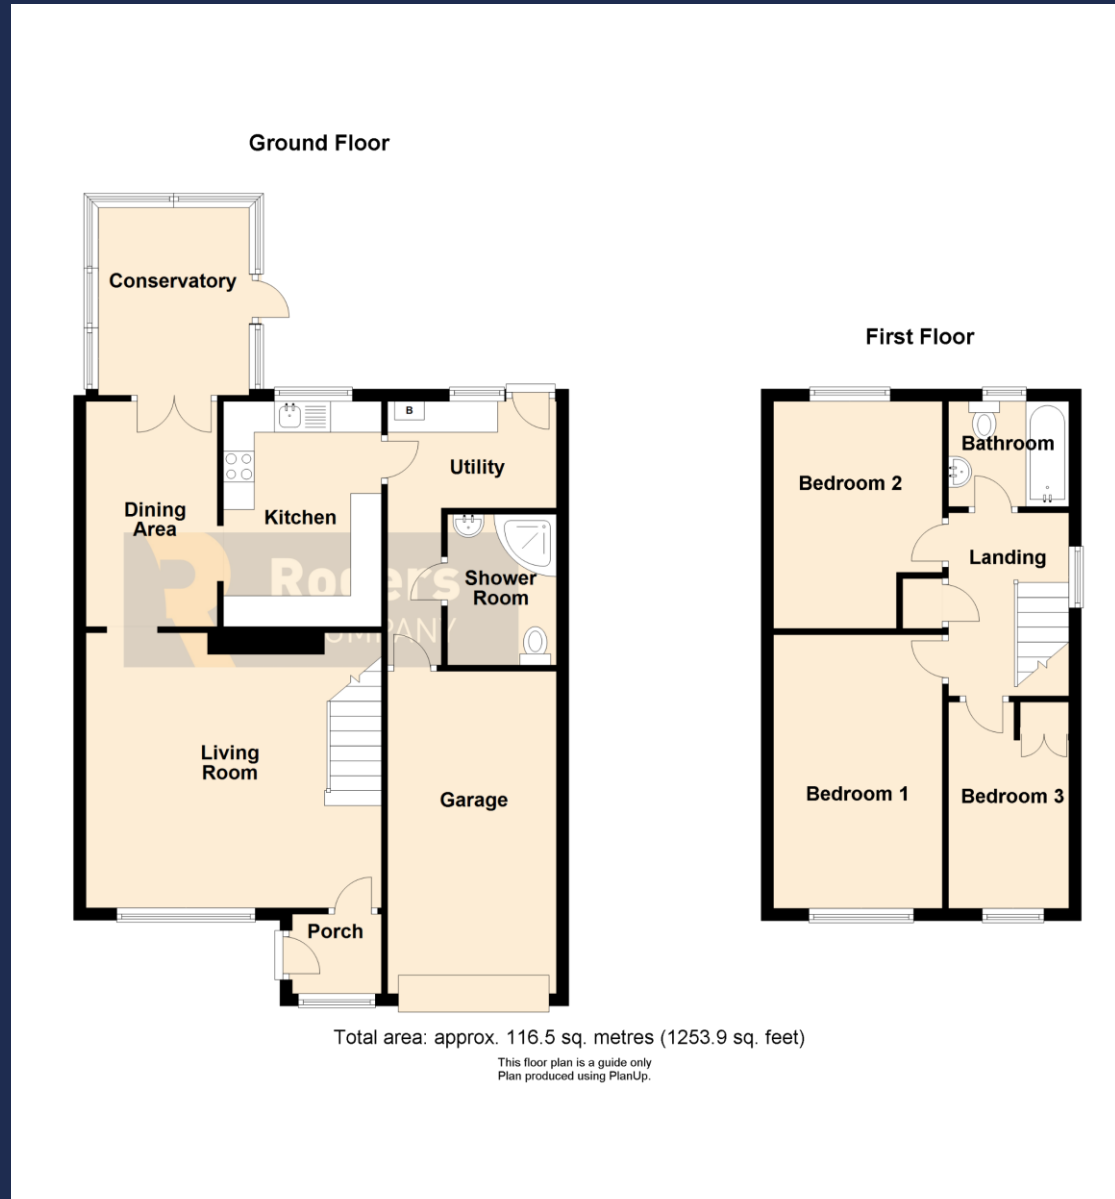 Ground Floor
Conservatory
First Floor
B
Utility
Dining
Area
Kitchen
Shower
Room
Rogers
COMPANY
Living
Room
Garage
Porch
Bathroom
Bedroom 2
Landing
Bedroom 1
Bedroom 3
Total area: approx. 116.5 sq. metres (1253.9 sq. feet)
This floor plan is a guide only
Plan produced using PlanUp.